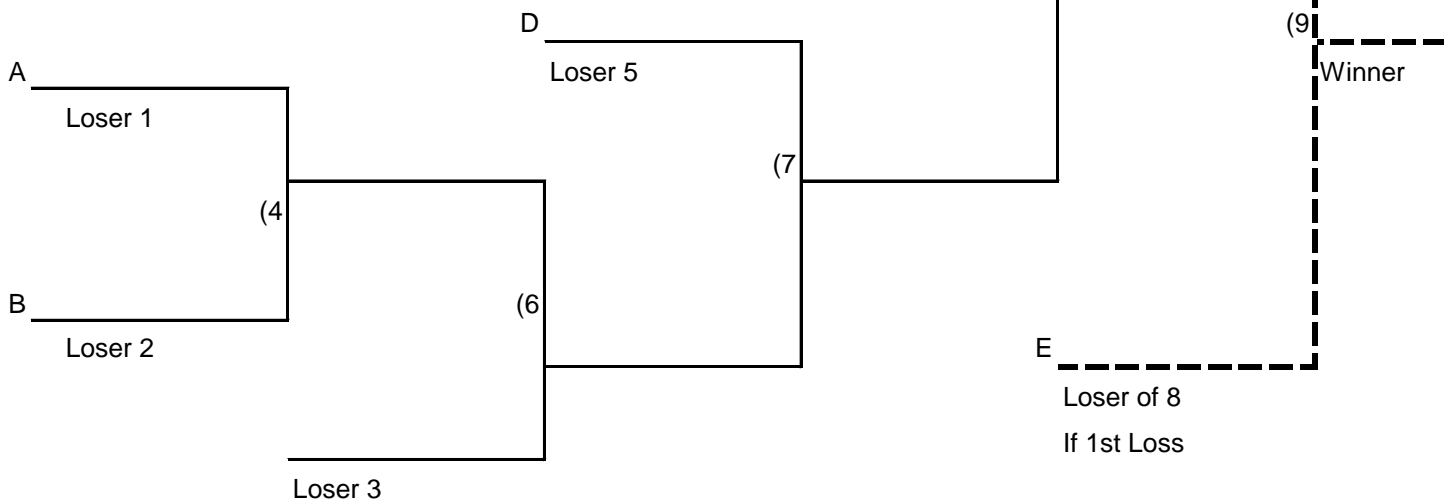 D
(9
A
Loser 5
Winner
Loser 1
(7
(4
B
(6
Loser 2
E
Loser of 8
If 1st Loss
Loser 3